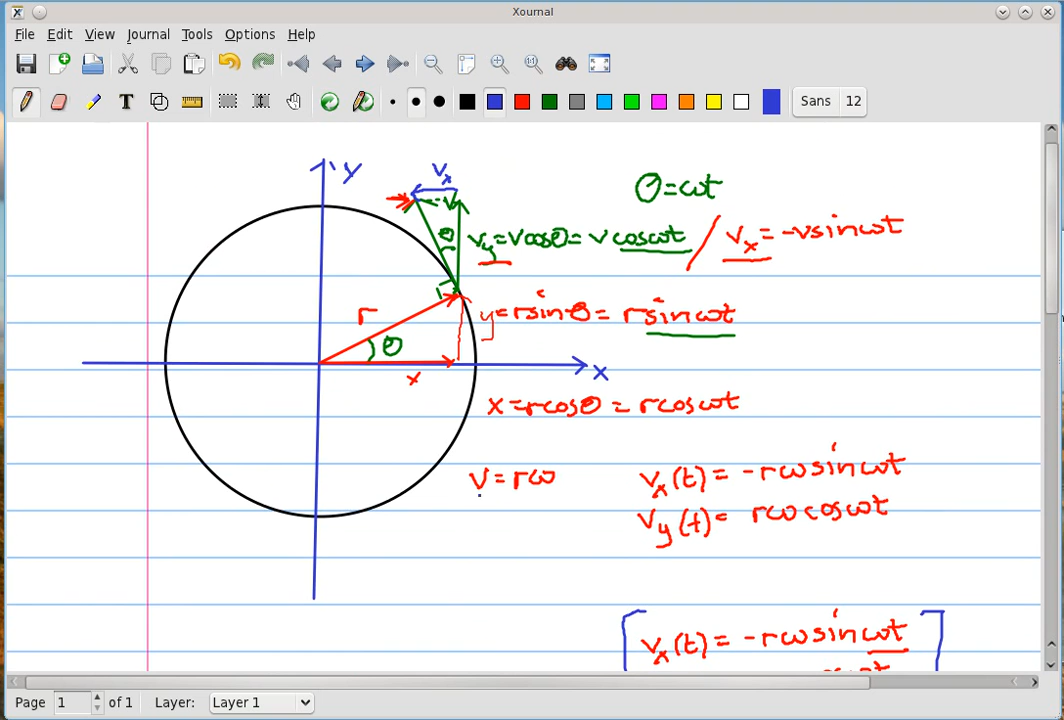 Xournal
File Edit View Journal Tools Options Help
Sans 12
Y
Vx
V
θ = ωt
θ
Vy = Vcosθ = Vcosωt / Vx = -Vsinωt
r
y = rsinθ = rsinωt
θ
x
x
x = rcosθ = rcosωt
V = rω
Vx(t) = -rωsinωt
Vy(t) = rωcosωt
Vx(t) = -rωsinωt
Page 1 of 1 Layer: Layer 1